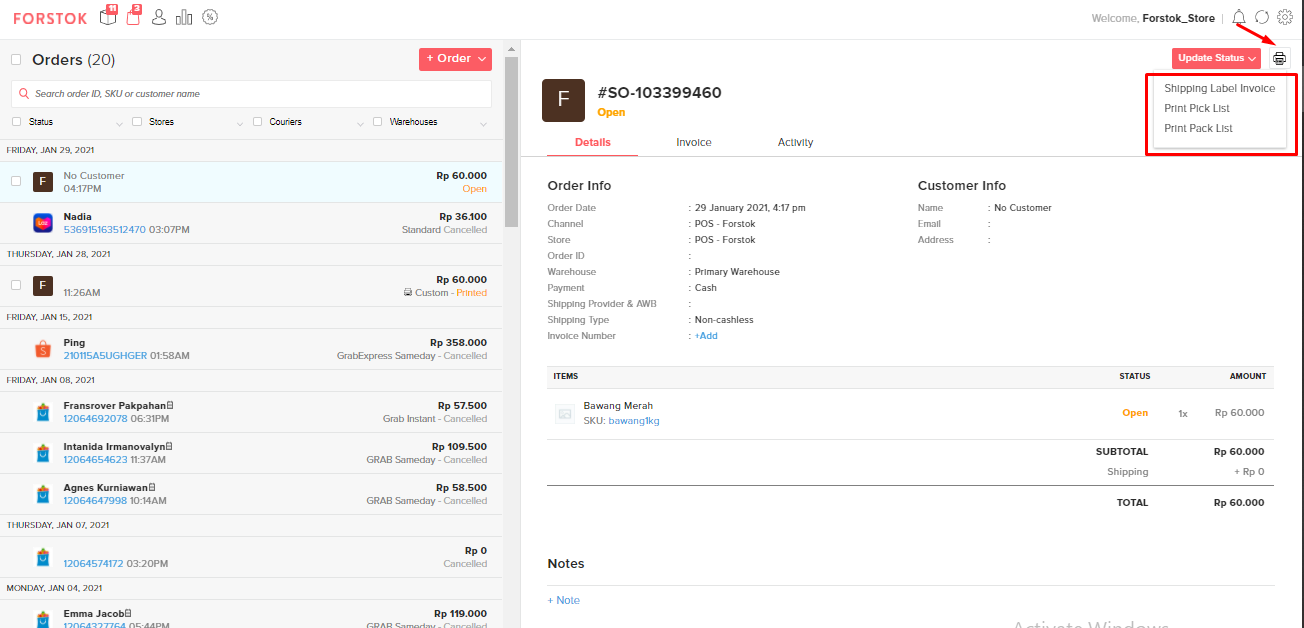 FORSTOK 11 3 Welcome, Forstok_Store
Orders (20) + Order
Search order ID, SKU or customer name
Status Stores Couriers Warehouses
FRIDAY, JAN 29, 2021
F No Customer Rp 60.000
04:17PM Open
Nadia Rp 36.100
536915163512470 03:07PM Standard Cancelled
THURSDAY, JAN 28, 2021
F Rp 60.000
11:26AM Custom - Printed
FRIDAY, JAN 15, 2021
Ping Rp 358.000
210115A5UGHGER 01:58AM GrabExpress Sameday - Cancelled
FRIDAY, JAN 08, 2021
Fransrover Pakpahan Rp 57.500
12064692078 06:31PM Grab Instant - Cancelled
Intanida Irmanovalyn Rp 109.500
12064654623 11:37AM GRAB Sameday - Cancelled
Agnes Kurniawan Rp 58.500
12064647998 10:14AM GRAB Sameday - Cancelled
THURSDAY, JAN 07, 2021
Rp 0
12064574172 03:20PM Cancelled
MONDAY, JAN 04, 2021
Emma Jacob Rp 119.000
12064327764 05:44PM GRAB Sameday - Cancelled
Update Status
Shipping Label Invoice
Print Pick List
Print Pack List
F #SO-103399460
Open
Details Invoice Activity
Order Info
Order Date : 29 January 2021, 4:17 pm
Channel : POS - Forstok
Store : POS - Forstok
Order ID :
Warehouse : Primary Warehouse
Payment : Cash
Shipping Provider & AWB :
Shipping Type : Non-cashless
Invoice Number : +Add
Customer Info
Name : No Customer
Email :
Address :
ITEMS STATUS AMOUNT
Bawang Merah
SKU: bawang1kg Open 1x Rp 60.000
SUBTOTAL Rp 60.000
Shipping + Rp 0
TOTAL Rp 60.000
Notes
+ Note
Activate Windows